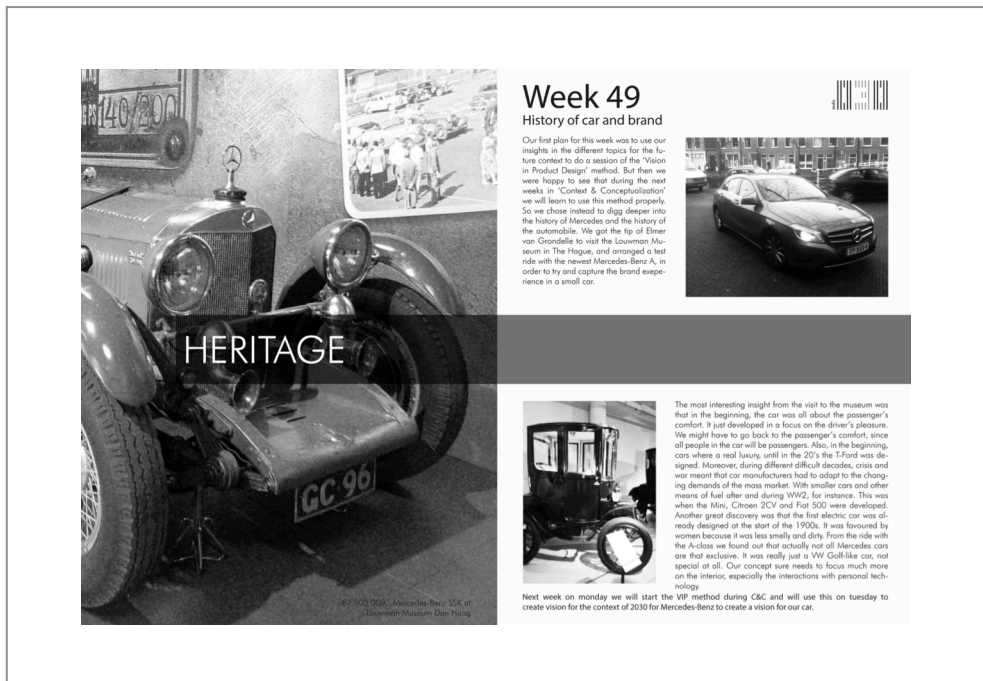 140/200
HERITAGE
GC·96
€7.500.000 - Mercedes-Benz SSK at
Louwman Museum Den Haag
Week 49
History of car and brand
Our first plan for this week was to use our
insights in the different topics for the fu-
ture context to do a session of the ‘Vision
in Product Design’ method. But then we
were happy to see that during the next
weeks in ‘Context & Conceptualization’
we will learn to use this method properly.
So we chose instead to digg deeper into
the history of Mercedes and the history of
the automobile. We got the tip of Elmer
van Grondelle to visit the Louwman Mu-
seum in The Hague, and arranged a test
ride with the newest Mercedes-Benz A, in
order to try and capture the brand exepe-
rience in a small car.
The most interesting insight from the visit to the museum was
that in the beginning, the car was all about the passenger’s
comfort. It just developed in a focus on the driver’s pleasure.
We might have to go back to the passenger’s comfort, since
all people in the car will be passengers. Also, in the beginning,
cars where a real luxury, until in the 20’s the T-Ford was de-
signed. Moreover, during different difficult decades, crisis and
war meant that car manufacturers had to adapt to the chang-
ing demands of the mass market. With smaller cars and other
means of fuel after and during WW2, for instance. This was
when the Mini, Citroen 2CV and Fiat 500 were developed.
Another great discovery was that the first electric car was al-
ready designed at the start of the 1900s. It was favoured by
women because it was less smelly and dirty. From the ride with
the A-class we found out that actually not all Mercedes cars
are that exclusive. It was really just a VW Golf-like car, not
special at all. Our concept sure needs to focus much more
on the interior, especially the interactions with personal tech-
nology.
Next week on monday we will start the VIP method during C&C and will use this on tuesday to
create vision for the context of 2030 for Mercedes-Benz to create a vision for our car.